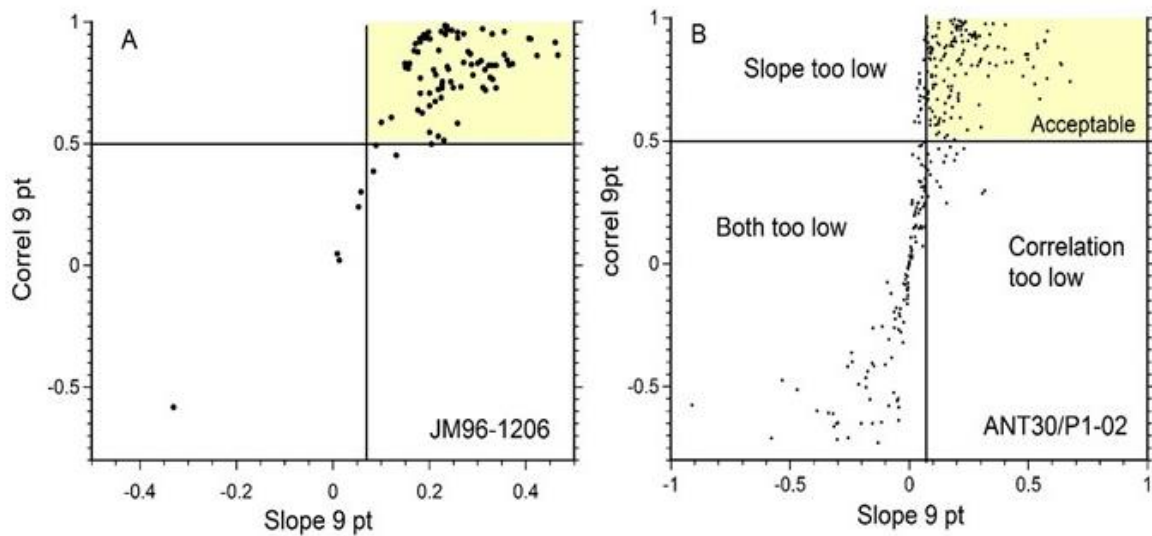 A
1
0.5
0
-0.5
Correl 9 pt
-0.4
-0.2
0
0.2
0.4
Slope 9 pt
JM96-1206
B
1
0.5
0
-0.5
correl 9pt
Slope too low
Acceptable
Both too low
Correlation
too low
ANT30/P1-02
-1
-0.5
0
0.5
1
Slope 9 pt